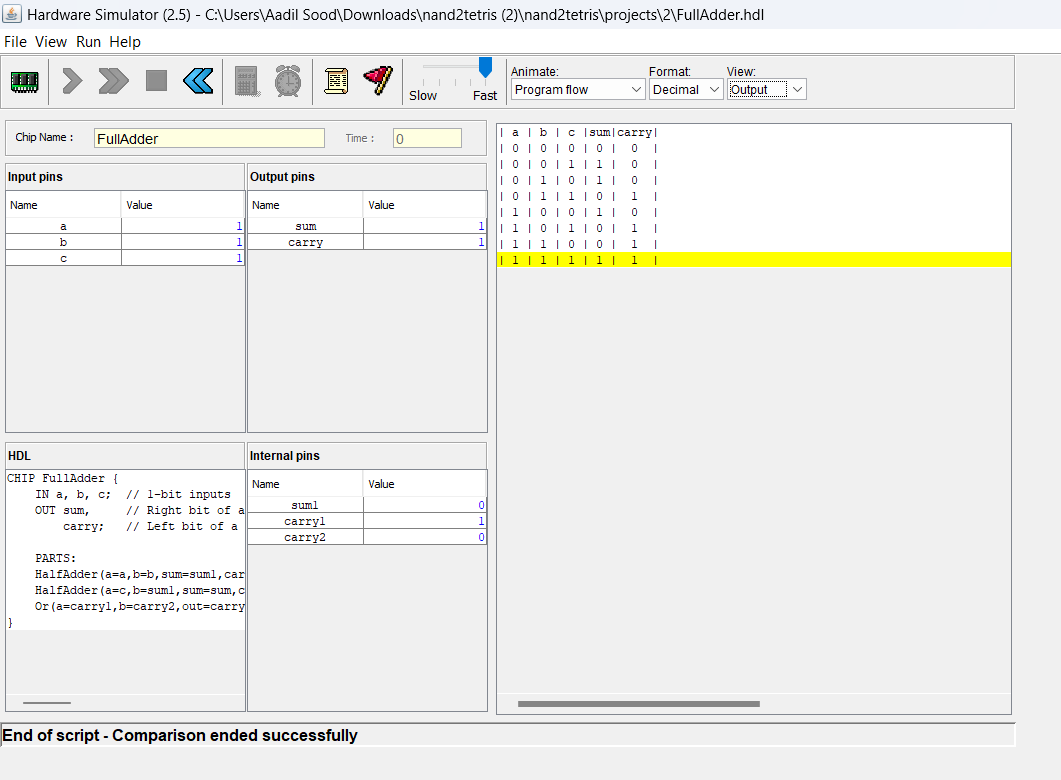 Hardware Simulator (2.5) - C:\Users\Aadil Sood\Downloads\nand2tetris (2)\nand2tetris\projects\2\FullAdder.hdl
File View Run Help
Slow Fast
Animate: Format: View:
Program flow Decimal Output
Chip Name : FullAdder Time : 0
Input pins
Name Value
a 1
b 1
c 1
Output pins
Name Value
sum 1
carry 1
HDL
CHIP FullAdder {
    IN a, b, c;  // 1-bit inputs
    OUT sum,     // Right bit of a
        carry;   // Left bit of a
    PARTS:
    HalfAdder(a=a,b=b,sum=sum1,car
    HalfAdder(a=c,b=sum1,sum=sum,c
    Or(a=carry1,b=carry2,out=carry
}
Internal pins
Name Value
sum1 0
carry1 1
carry2 0
| a | b | c |sum|carry|
| 0 | 0 | 0 | 0 | 0 |
| 0 | 0 | 1 | 1 | 0 |
| 0 | 1 | 0 | 1 | 0 |
| 0 | 1 | 1 | 0 | 1 |
| 1 | 0 | 0 | 1 | 0 |
| 1 | 0 | 1 | 0 | 1 |
| 1 | 1 | 0 | 0 | 1 |
| 1 | 1 | 1 | 1 | 1 |
End of script - Comparison ended successfully